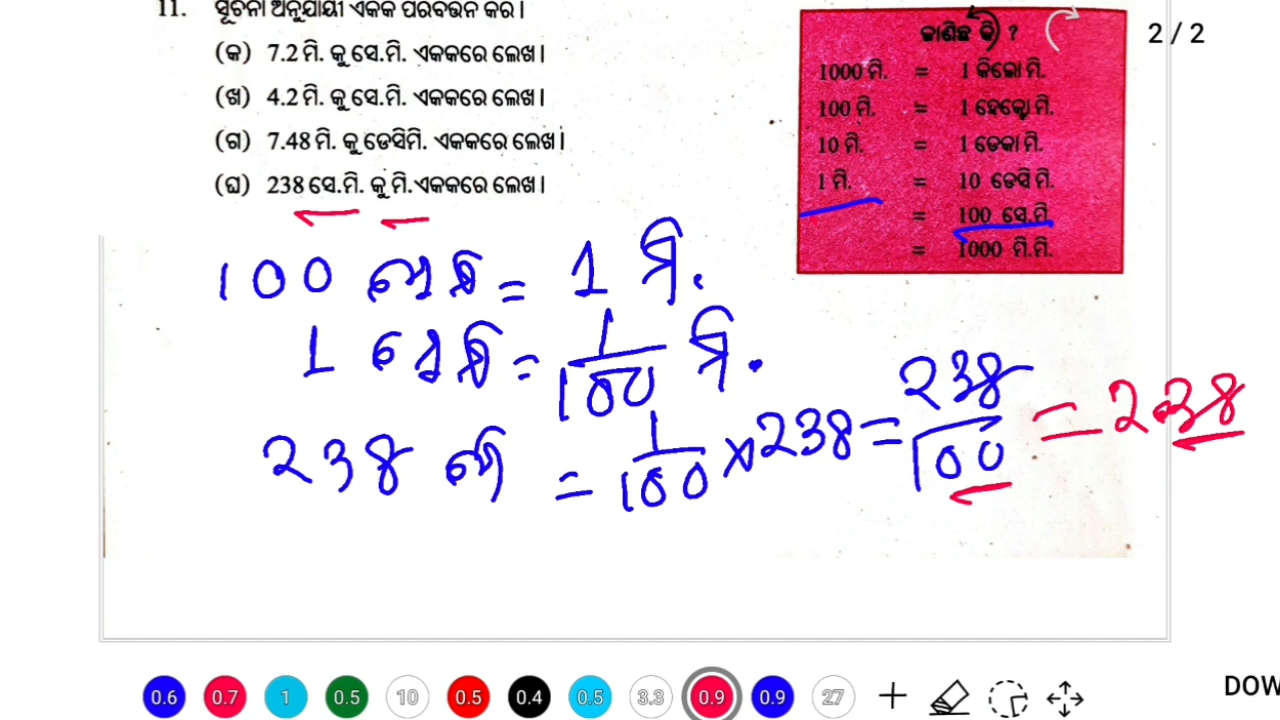 11. ସୂଚନା ଅନୁଯାୟୀ ଏକକ ପରିବର୍ତ୍ତନ କର ।
(କ) 7.2 ମି. କୁ ସେ.ମି. ଏକକରେ ଲେଖ ।
(ଖ) 4.2 ମି. କୁ ସେ.ମି. ଏକକରେ ଲେଖ ।
(ଗ) 7.48 ମି. କୁ ଡେସିମି. ଏକକରେ ଲେଖ ।
(ଘ) 238 ସେ.ମି. କୁ ମି. ଏକକରେ ଲେଖ ।
ଜାଣିଛ କି ?
1000 ମି. = 1 କିଲୋ ମି.
100 ମି. = 1 ହେକ୍ଟୋ ମି.
10 ମି. = 1 ଡେକା ମି.
1 ମି. = 10 ଡେସି ମି.
= 100 ସେ.ମି.
= 1000 ମି.ମି.
2 / 2
100 ସେମି = 1 ମି.
1 ସେମି = 1/100 ମି.
238 ସେ = 1/100 × 238 = 238/100 = 2.38
0.6 0.7 1 0.5 10 0.5 0.4 0.5 3.3 0.9 0.9 27
DOW